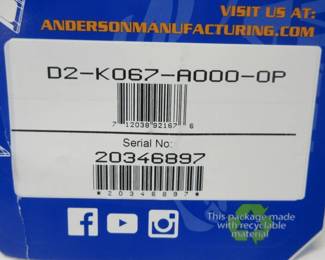 VISIT US AT:
ANDERSONMANUFACTURING.COM
D2-K067-A000-0P
7 12038 92167 6
Serial No:
20346897
*20346897*
This package made
with recyclable
material